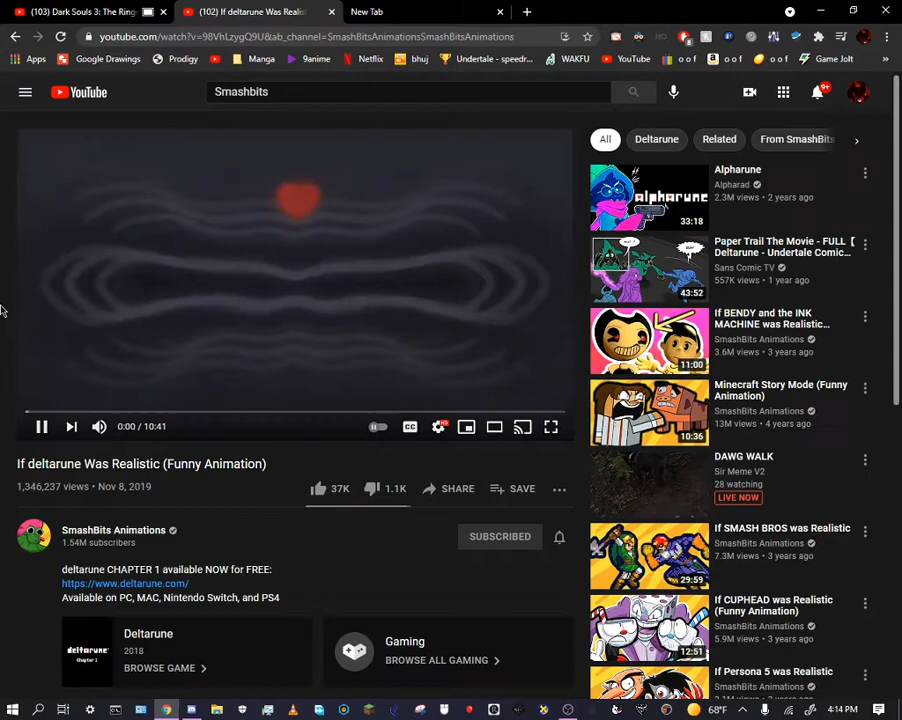 (103) Dark Souls 3: The Ringe
(102) If deltarune Was Realis
New Tab
youtube.com/watch?v=98VhLzygQ9U&ab_channel=SmashBitsAnimationsSmashBitsAnimations
Apps
Google Drawings
Prodigy
Manga
9anime
Netflix
bhuj
Undertale - speedr...
WAKFU
YouTube
o o f
o o f
o o f
Game Jolt
»
YouTube
Smashbits
9+
All
Deltarune
Related
From SmashBits
Alpharune
Alpharad
2.3M views • 2 years ago
alpharune
33:18
Paper Trail The Movie - FULL【
Deltarune - Undertale Comic...
Sans Comic TV
557K views • 1 year ago
43:52
If BENDY and the INK
MACHINE was Realistic...
SmashBits Animations
3.6M views • 3 years ago
11:00
Minecraft Story Mode (Funny
Animation)
SmashBits Animations
13M views • 4 years ago
10:36
0:00 / 10:41
CC
HD
If deltarune Was Realistic (Funny Animation)
1,346,237 views • Nov 8, 2019
37K
1.1K
SHARE
SAVE
DAWG WALK
Sir Meme V2
28 watching
LIVE NOW
SmashBits Animations
1.54M subscribers
SUBSCRIBED
If SMASH BROS was Realistic
SmashBits Animations
7.3M views • 3 years ago
29:59
deltarune CHAPTER 1 available NOW for FREE:
https://www.deltarune.com/
Available on PC, MAC, Nintendo Switch, and PS4
If CUPHEAD was Realistic
(Funny Animation)
SmashBits Animations
5.9M views • 3 years ago
12:51
DELTARUNE
Chapter 1
Deltarune
2018
BROWSE GAME
Gaming
BROWSE ALL GAMING
If Persona 5 was Realistic
SmashBits Animations
68°F
4:14 PM